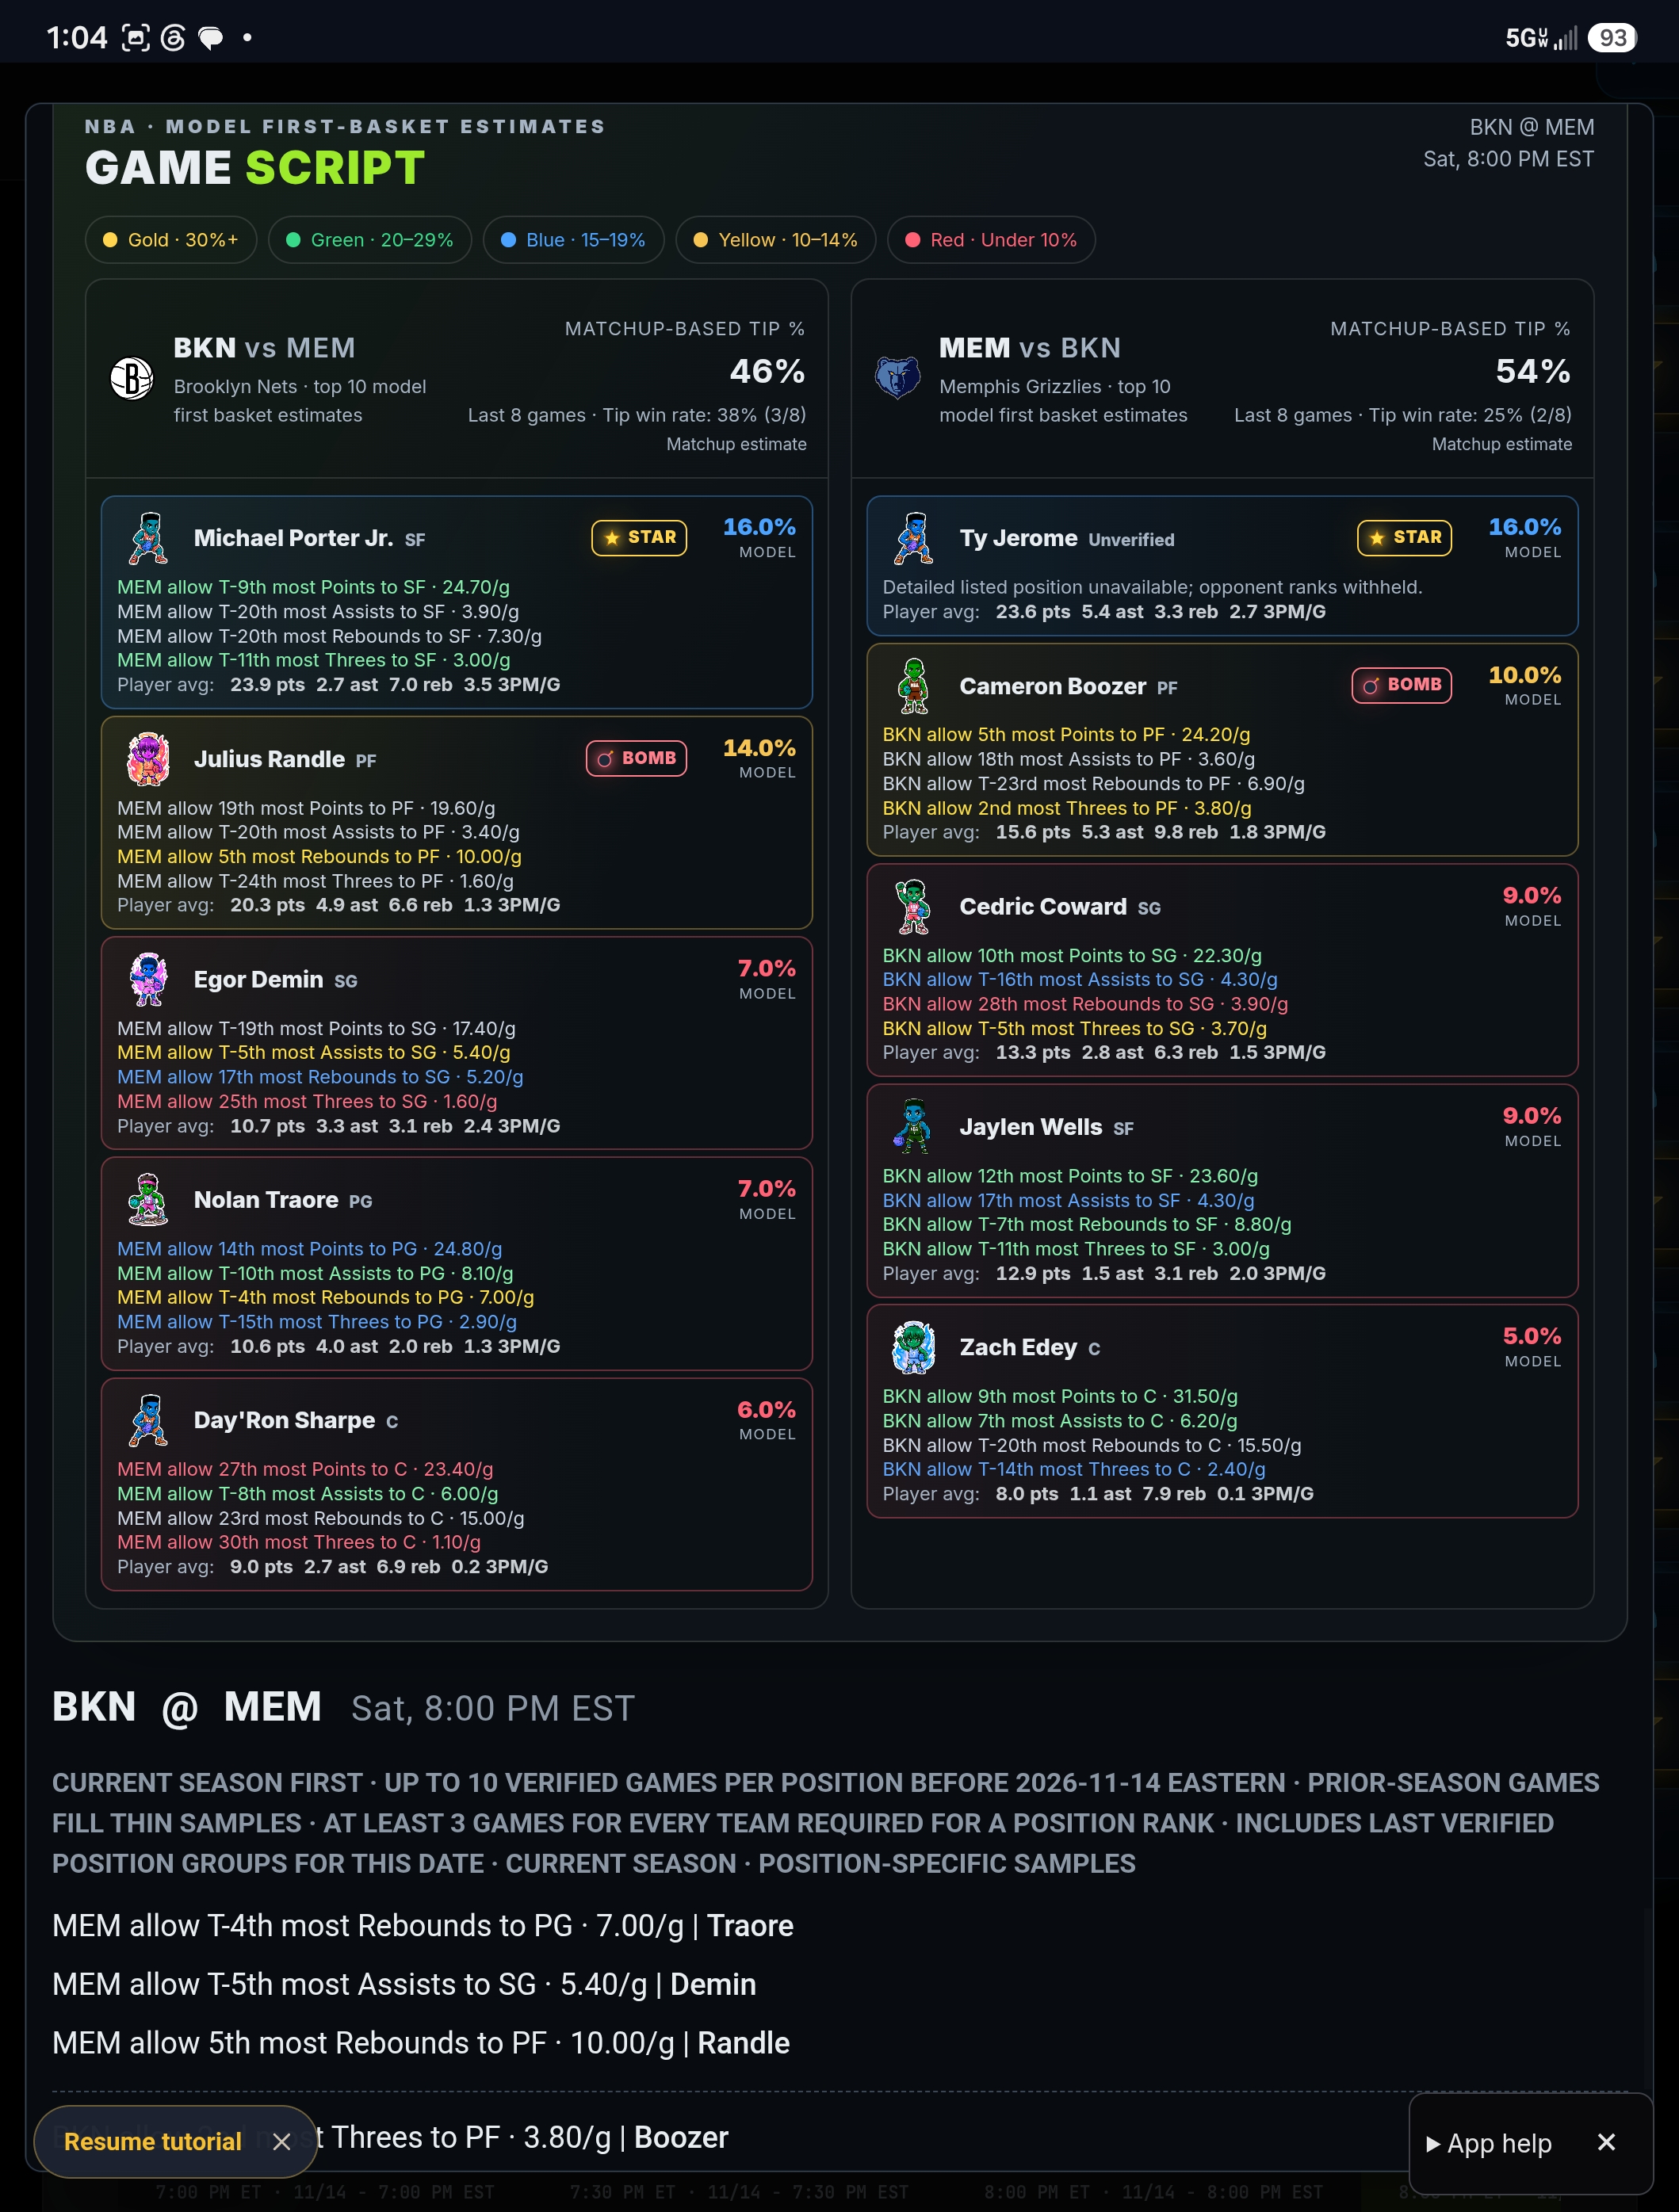 1:04
5G UW 93
NBA · MODEL FIRST-BASKET ESTIMATES
GAME SCRIPT
BKN @ MEM
Sat, 8:00 PM EST
Gold · 30%+
Green · 20–29%
Blue · 15–19%
Yellow · 10–14%
Red · Under 10%
BKN vs MEM
Brooklyn Nets · top 10 model
first basket estimates
MATCHUP-BASED TIP %
46%
Last 8 games · Tip win rate: 38% (3/8)
Matchup estimate
Michael Porter Jr. SF
STAR
16.0%
MODEL
MEM allow T-9th most Points to SF · 24.70/g
MEM allow T-20th most Assists to SF · 3.90/g
MEM allow T-20th most Rebounds to SF · 7.30/g
MEM allow T-11th most Threes to SF · 3.00/g
Player avg: 23.9 pts 2.7 ast 7.0 reb 3.5 3PM/G
Julius Randle PF
BOMB
14.0%
MODEL
MEM allow 19th most Points to PF · 19.60/g
MEM allow T-20th most Assists to PF · 3.40/g
MEM allow 5th most Rebounds to PF · 10.00/g
MEM allow T-24th most Threes to PF · 1.60/g
Player avg: 20.3 pts 4.9 ast 6.6 reb 1.3 3PM/G
Egor Demin SG
7.0%
MODEL
MEM allow T-19th most Points to SG · 17.40/g
MEM allow T-5th most Assists to SG · 5.40/g
MEM allow 17th most Rebounds to SG · 5.20/g
MEM allow 25th most Threes to SG · 1.60/g
Player avg: 10.7 pts 3.3 ast 3.1 reb 2.4 3PM/G
Nolan Traore PG
7.0%
MODEL
MEM allow 14th most Points to PG · 24.80/g
MEM allow T-10th most Assists to PG · 8.10/g
MEM allow T-4th most Rebounds to PG · 7.00/g
MEM allow T-15th most Threes to PG · 2.90/g
Player avg: 10.6 pts 4.0 ast 2.0 reb 1.3 3PM/G
Day'Ron Sharpe C
6.0%
MODEL
MEM allow 27th most Points to C · 23.40/g
MEM allow T-8th most Assists to C · 6.00/g
MEM allow 23rd most Rebounds to C · 15.00/g
MEM allow 30th most Threes to C · 1.10/g
Player avg: 9.0 pts 2.7 ast 6.9 reb 0.2 3PM/G
MEM vs BKN
Memphis Grizzlies · top 10
model first basket estimates
MATCHUP-BASED TIP %
54%
Last 8 games · Tip win rate: 25% (2/8)
Matchup estimate
Ty Jerome Unverified
STAR
16.0%
MODEL
Detailed listed position unavailable; opponent ranks withheld.
Player avg: 23.6 pts 5.4 ast 3.3 reb 2.7 3PM/G
Cameron Boozer PF
BOMB
10.0%
MODEL
BKN allow 5th most Points to PF · 24.20/g
BKN allow 18th most Assists to PF · 3.60/g
BKN allow T-23rd most Rebounds to PF · 6.90/g
BKN allow 2nd most Threes to PF · 3.80/g
Player avg: 15.6 pts 5.3 ast 9.8 reb 1.8 3PM/G
Cedric Coward SG
9.0%
MODEL
BKN allow 10th most Points to SG · 22.30/g
BKN allow T-16th most Assists to SG · 4.30/g
BKN allow 28th most Rebounds to SG · 3.90/g
BKN allow T-5th most Threes to SG · 3.70/g
Player avg: 13.3 pts 2.8 ast 6.3 reb 1.5 3PM/G
Jaylen Wells SF
9.0%
MODEL
BKN allow 12th most Points to SF · 23.60/g
BKN allow 17th most Assists to SF · 4.30/g
BKN allow T-7th most Rebounds to SF · 8.80/g
BKN allow T-11th most Threes to SF · 3.00/g
Player avg: 12.9 pts 1.5 ast 3.1 reb 2.0 3PM/G
Zach Edey C
5.0%
MODEL
BKN allow 9th most Points to C · 31.50/g
BKN allow 7th most Assists to C · 6.20/g
BKN allow T-20th most Rebounds to C · 15.50/g
BKN allow T-14th most Threes to C · 2.40/g
Player avg: 8.0 pts 1.1 ast 7.9 reb 0.1 3PM/G
BKN @ MEM Sat, 8:00 PM EST
CURRENT SEASON FIRST · UP TO 10 VERIFIED GAMES PER POSITION BEFORE 2026-11-14 EASTERN · PRIOR-SEASON GAMES
FILL THIN SAMPLES · AT LEAST 3 GAMES FOR EVERY TEAM REQUIRED FOR A POSITION RANK · INCLUDES LAST VERIFIED
POSITION GROUPS FOR THIS DATE · CURRENT SEASON · POSITION-SPECIFIC SAMPLES
MEM allow T-4th most Rebounds to PG · 7.00/g | Traore
MEM allow T-5th most Assists to SG · 5.40/g | Demin
MEM allow 5th most Rebounds to PF · 10.00/g | Randle
Threes to PF · 3.80/g | Boozer
Resume tutorial ×
App help ×
7:00 PM ET · 11/14 - 7:00 PM EST
7:30 PM ET · 11/14 - 7:30 PM EST
8:00 PM ET · 11/14 - 8:00 PM EST